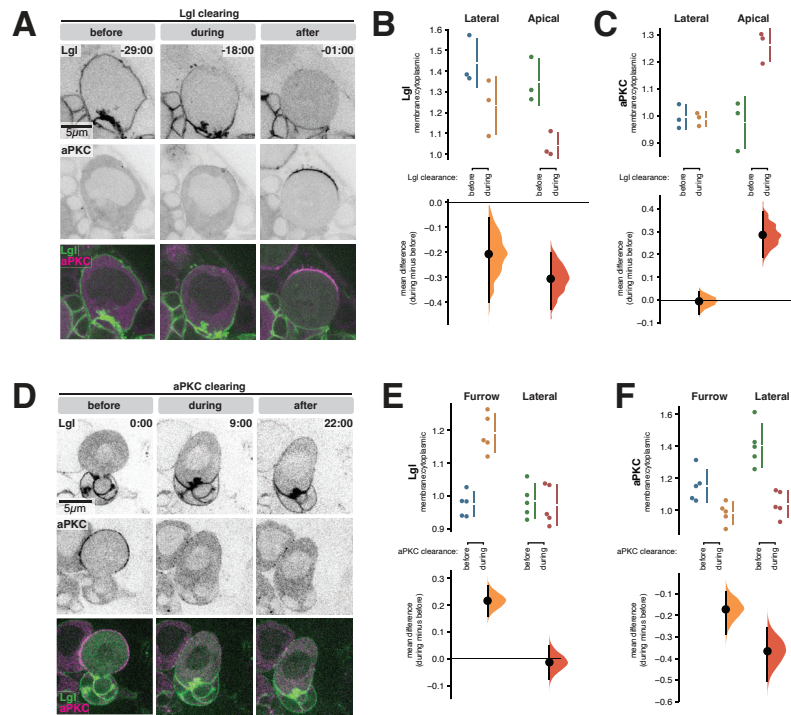 A
Lgl clearing
before
during
after
Lgl
-29:00
-18:00
-01:00
5µm
aPKC
Lgl
aPKC
B
Lateral
Apical
Lgl
membrane:cytoplasmic
1.6
1.5
1.4
1.3
1.2
1.1
1.0
Lgl clearance:
before
during
before
during
mean difference
(during minus before)
0.0
−0.1
−0.2
−0.3
−0.4
C
Lateral
Apical
aPKC
membrane:cytoplasmic
1.3
1.2
1.1
1.0
0.9
Lgl clearance:
before
during
before
during
mean difference
(during minus before)
0.4
0.3
0.2
0.1
0.0
−0.1
D
aPKC clearing
before
during
after
Lgl
0:00
9:00
22:00
5µm
aPKC
Lgl
aPKC
E
Furrow
Lateral
Lgl
membrane:cytoplasmic
1.2
1.1
1.0
0.9
aPKC clearance:
before
during
before
during
mean difference
(during minus before)
0.3
0.2
0.1
0.0
−0.1
F
Furrow
Lateral
aPKC
membrane:cytoplasmic
1.6
1.4
1.2
1.0
aPKC clearance:
before
during
before
during
mean difference
(during minus before)
−0.1
−0.2
−0.3
−0.4
−0.5
−0.6